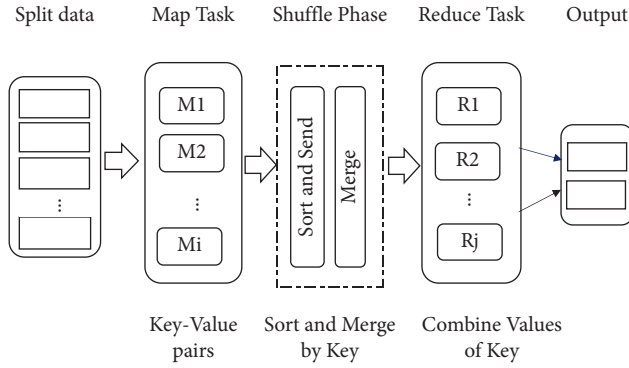 Split data
Map Task
Shuffle Phase
Reduce Task
Output
M1
M2
...
Mi
Sort and Send
Merge
R1
R2
...
Rj
...
Key-Value
pairs
Sort and Merge
by Key
Combine Values
of Key